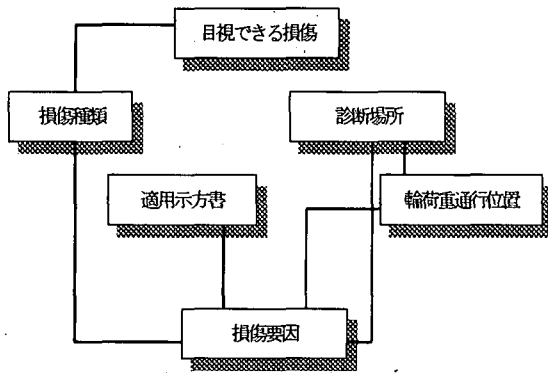 目視できる損傷
損傷種類
診断場所
適用示方書
輪荷重通行位置
損傷要因